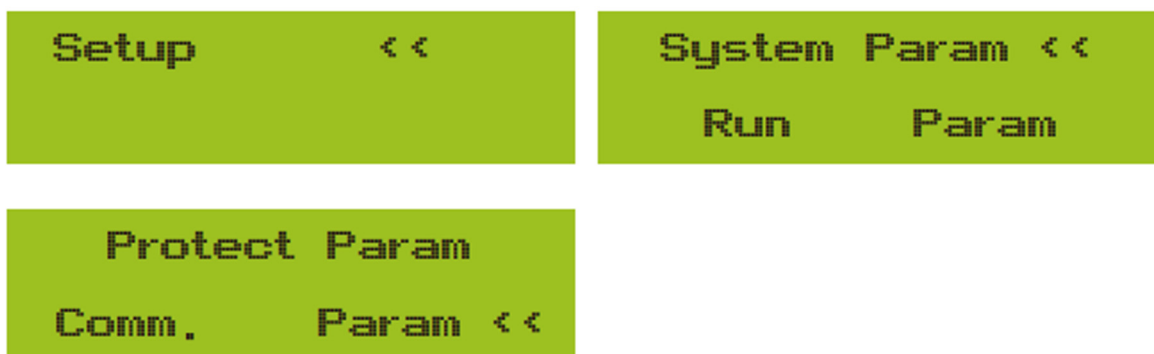 Setup <<
System Param <<
Run Param
Protect Param
Comm. Param <<